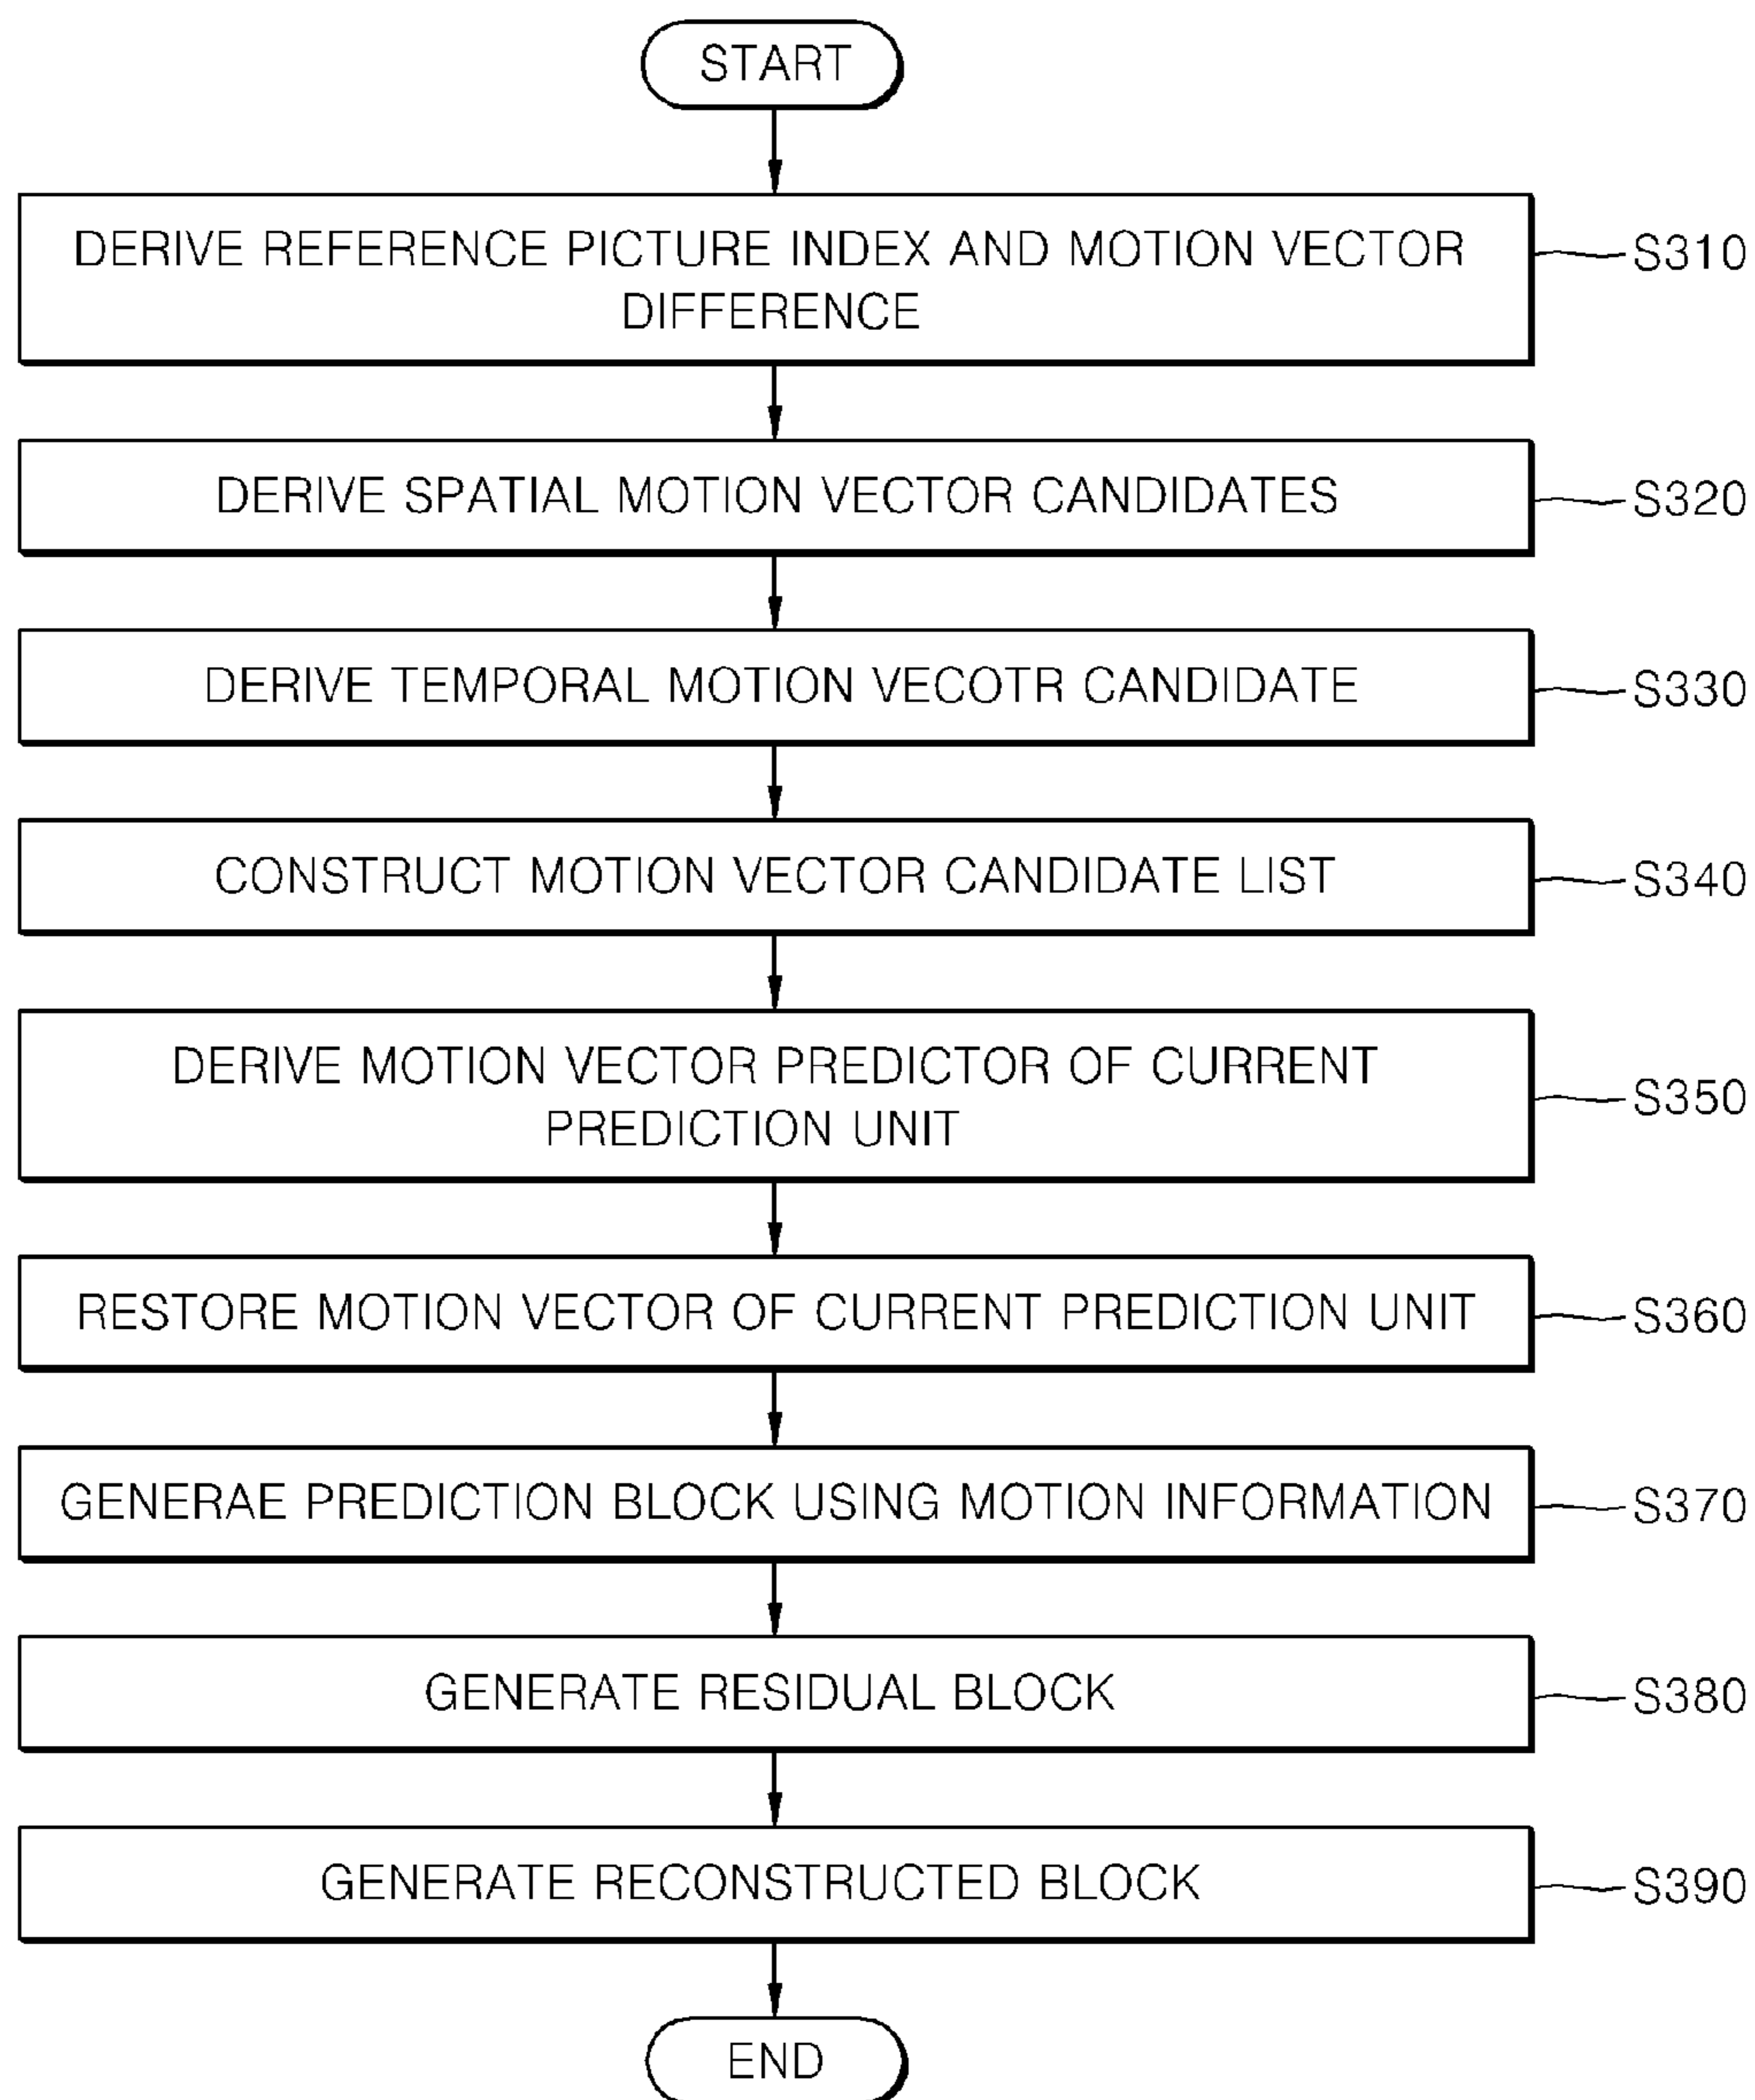 START
DERIVE REFERENCE PICTURE INDEX AND MOTION VECTOR
DIFFERENCE
S310
DERIVE SPATIAL MOTION VECTOR CANDIDATES
S320
DERIVE TEMPORAL MOTION VECOTR CANDIDATE
S330
CONSTRUCT MOTION VECTOR CANDIDATE LIST
S340
DERIVE MOTION VECTOR PREDICTOR OF CURRENT
PREDICTION UNIT
S350
RESTORE MOTION VECTOR OF CURRENT PREDICTION UNIT
S360
GENERAE PREDICTION BLOCK USING MOTION INFORMATION
S370
GENERATE RESIDUAL BLOCK
S380
GENERATE RECONSTRUCTED BLOCK
S390
END